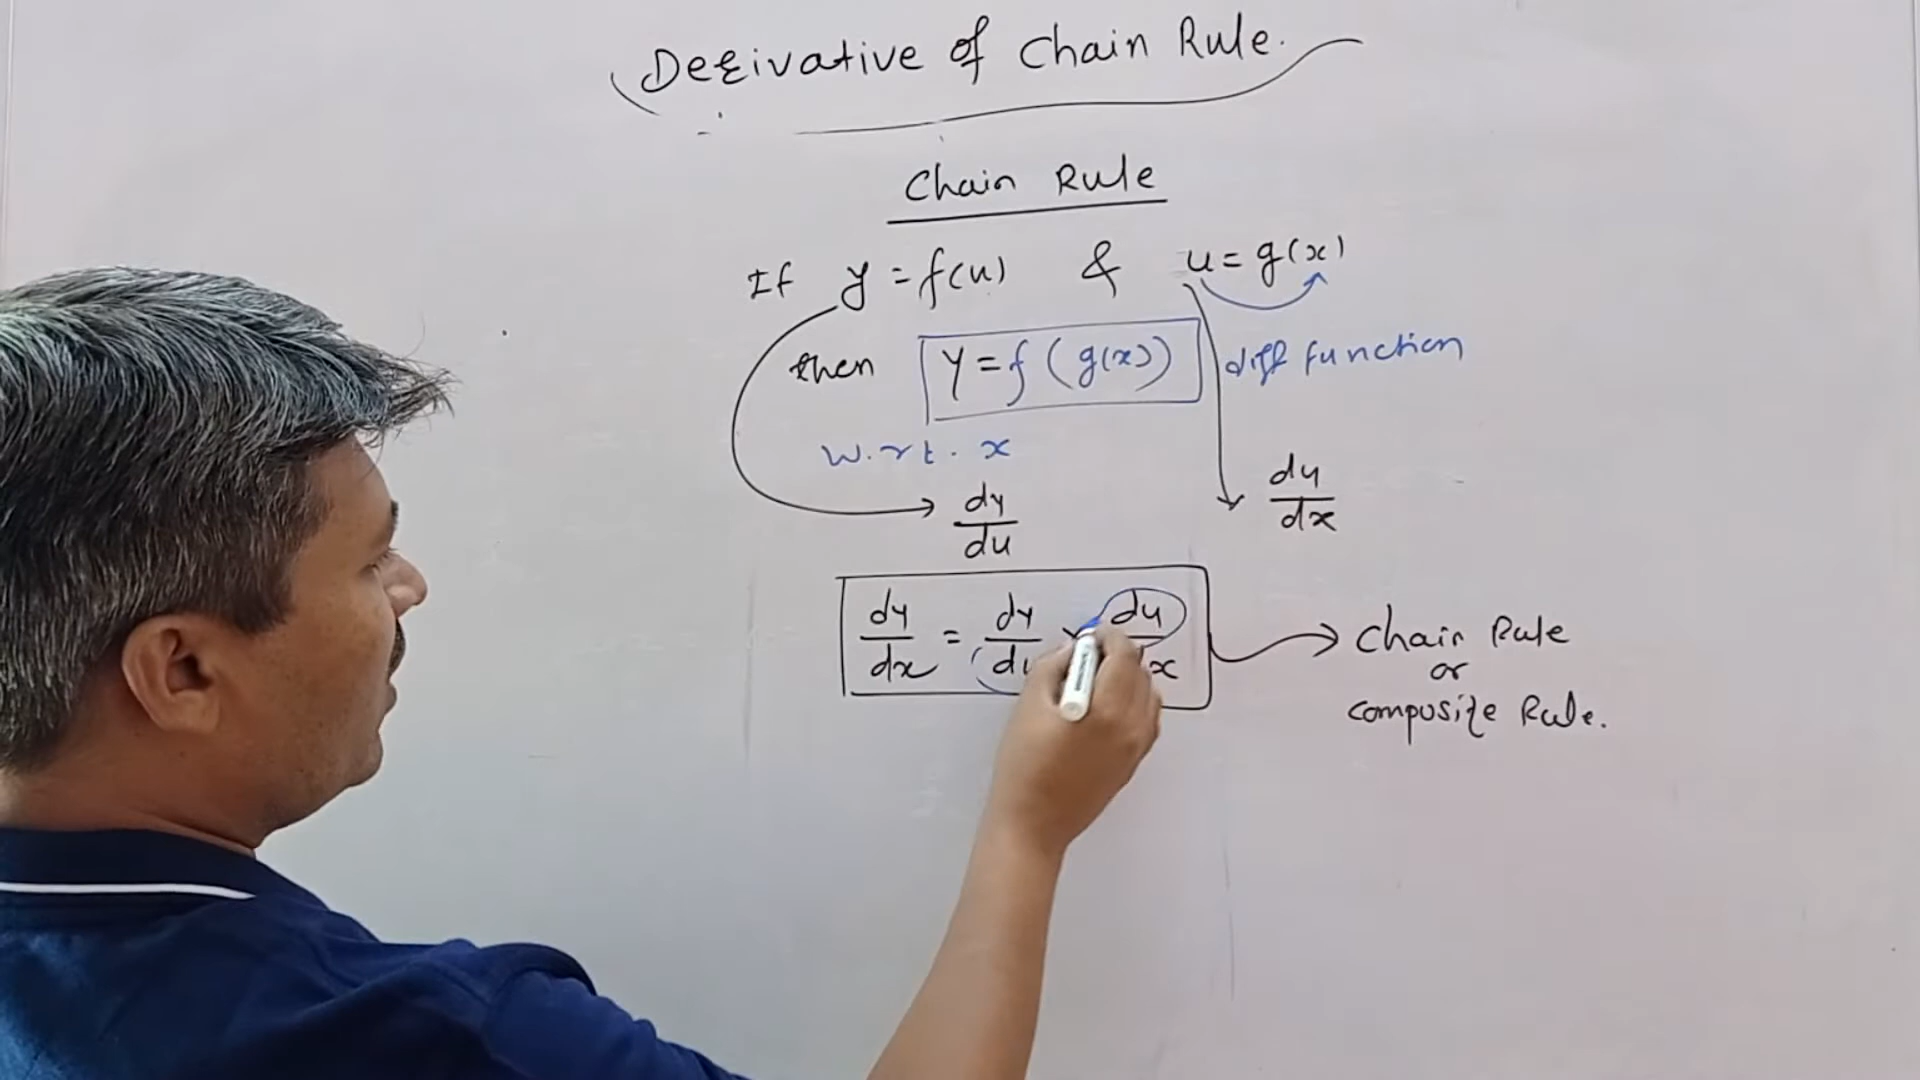 Derivative of Chain Rule.
Chain Rule
If y = f(u) & u = g(x)
then y = f(g(x)) diff function
w.r.t. x
dy/du du/dx
dy/dx = dy/du × du/dx → Chain Rule
or
composite Rule.